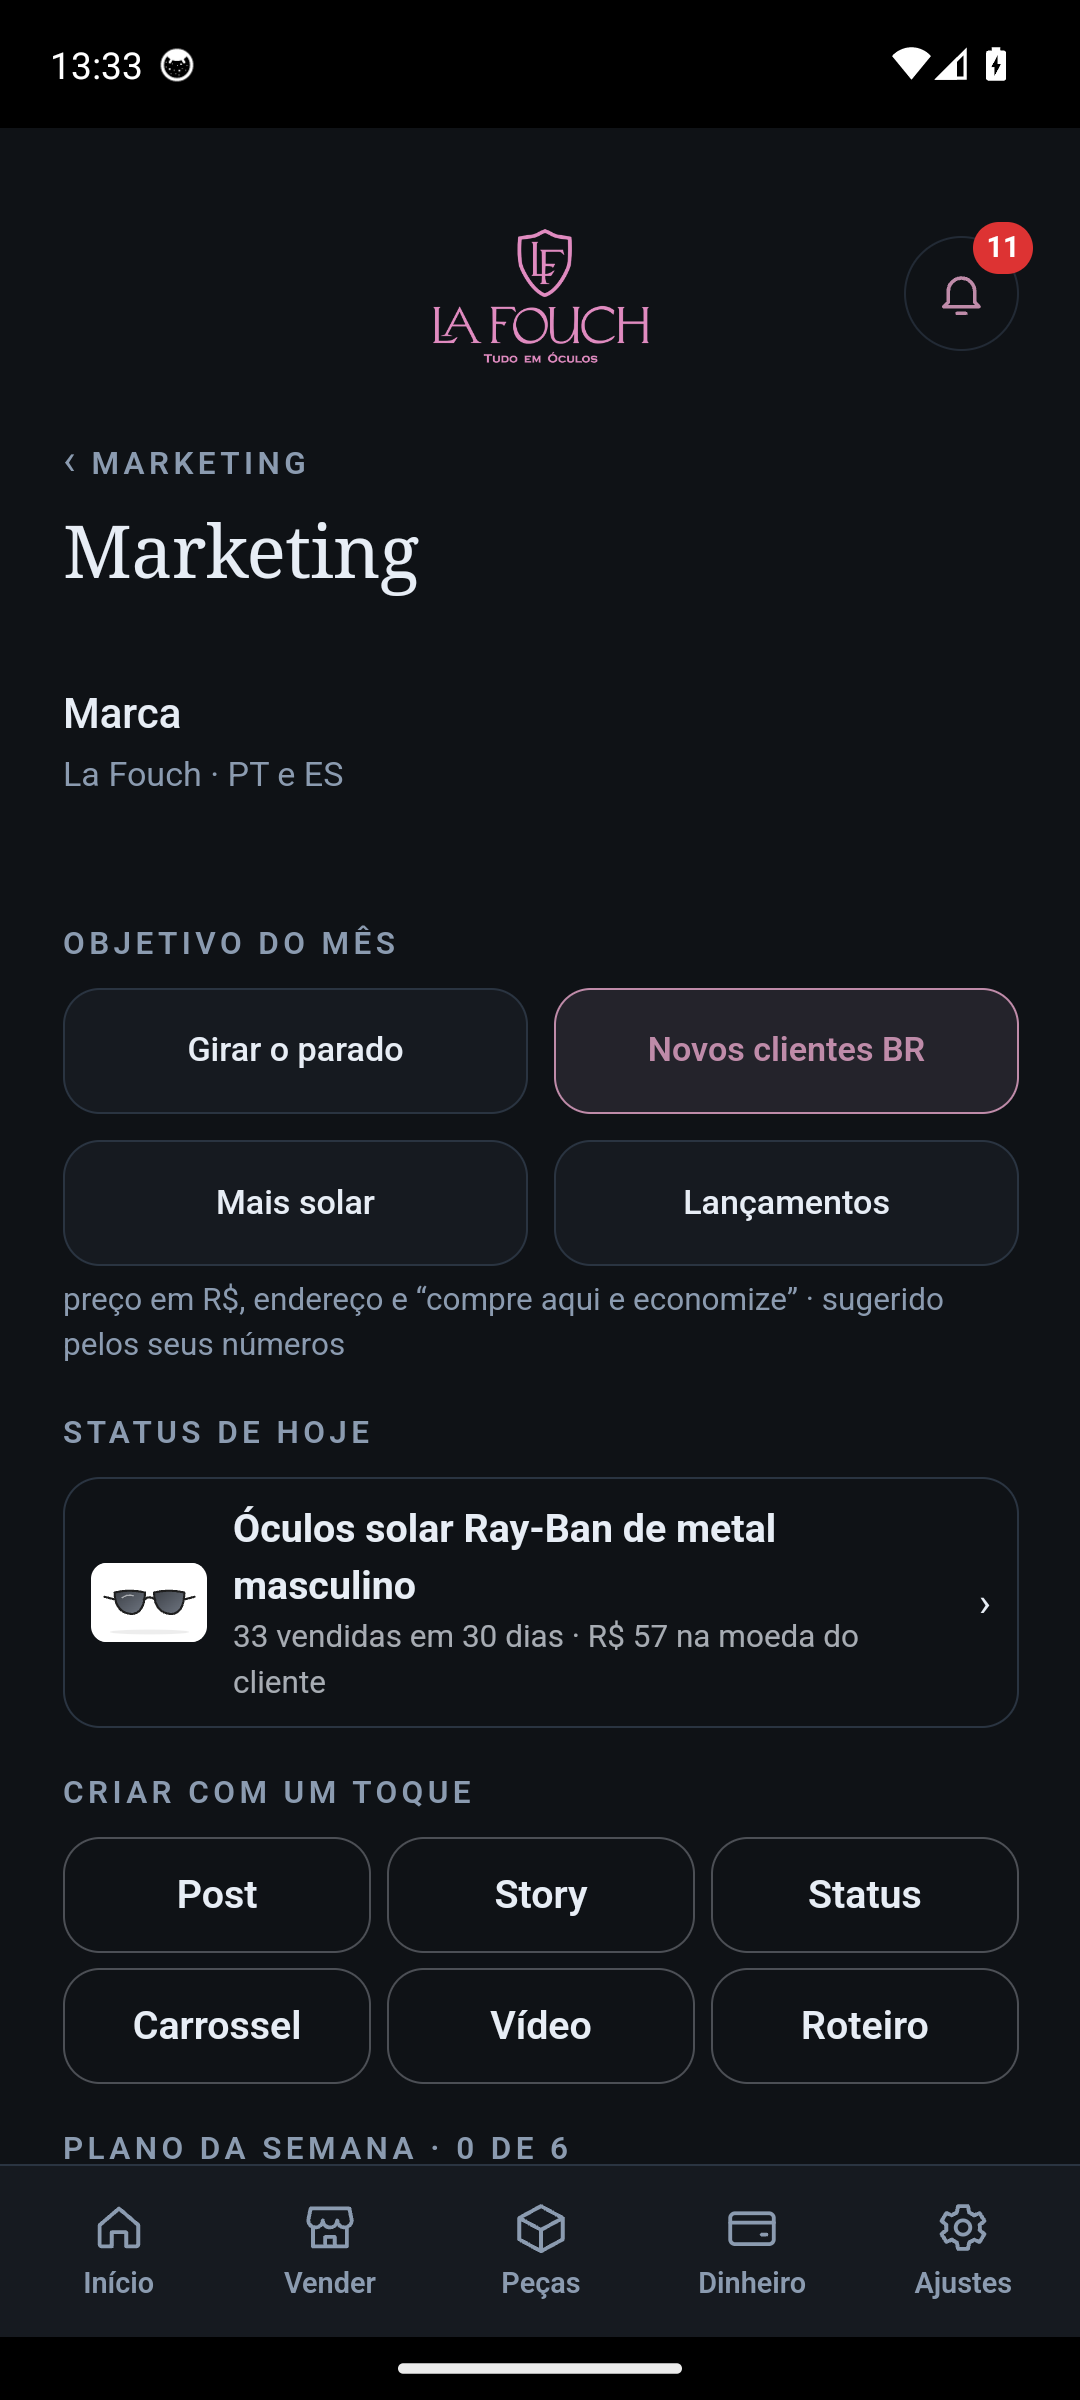 13:33
11
LF
LA FOUCH
TUDO EM ÓCULOS
‹ MARKETING
Marketing
Marca
La Fouch · PT e ES
OBJETIVO DO MÊS
Girar o parado
Novos clientes BR
Mais solar
Lançamentos
preço em R$, endereço e “compre aqui e economize” · sugerido
pelos seus números
STATUS DE HOJE
Óculos solar Ray-Ban de metal
masculino
33 vendidas em 30 dias · R$ 57 na moeda do
cliente
›
CRIAR COM UM TOQUE
Post
Story
Status
Carrossel
Vídeo
Roteiro
PLANO DA SEMANA · 0 DE 6
Início
Vender
Peças
Dinheiro
Ajustes